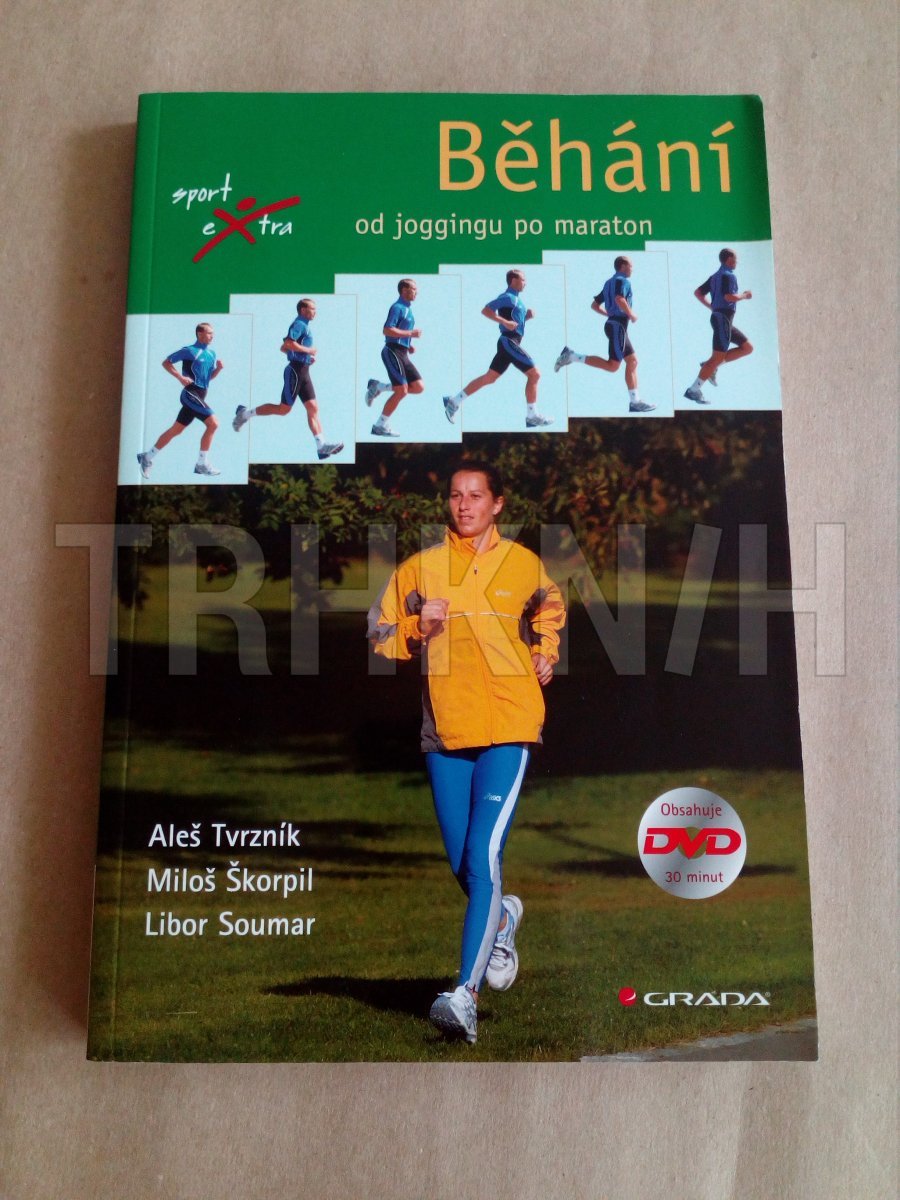 Běhání
od joggingu po maraton
sport
extra
TRHKNIH
Aleš Tvrzník
Miloš Škorpil
Libor Soumar
Obsahuje
DVD
30 minut
GRADA